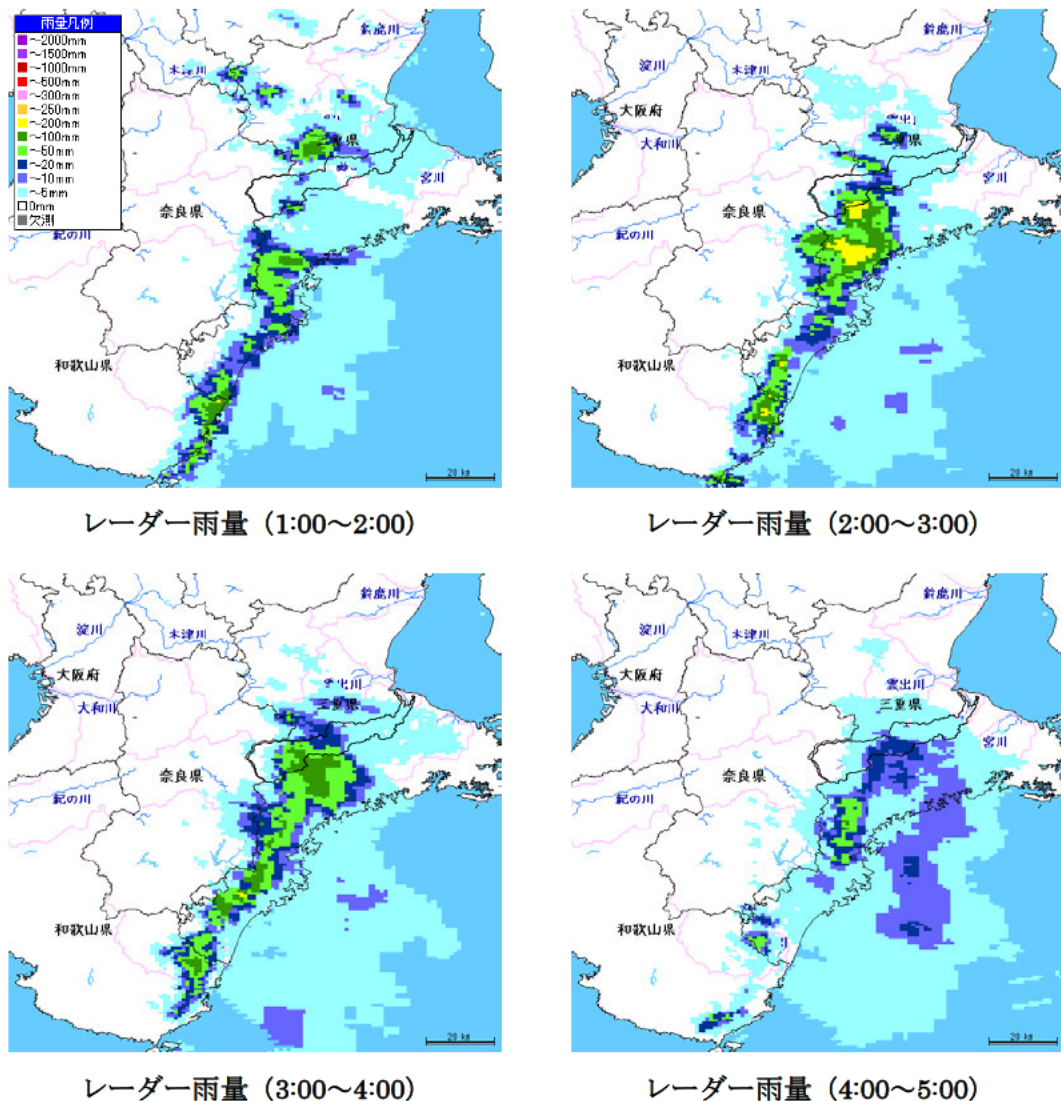 雨量凡例
～2000mm
～1500mm
～1000mm
～500mm
～300mm
～250mm
～200mm
～100mm
～50mm
～20mm
～10mm
～5mm
0mm
欠測
鈴鹿川
木津川
宮川
奈良県
紀の川
和歌山県
20 km
鈴鹿川
淀川
木津川
大阪府
大和川
三重県
宮川
奈良県
紀の川
和歌山県
20 km
レーダー雨量（1:00～2:00）
レーダー雨量（2:00～3:00）
鈴鹿川
淀川
木津川
大阪府
雲出川
大和川
三重県
奈良県
紀の川
和歌山県
20 km
鈴鹿川
淀川
木津川
大阪府
雲出川
大和川
三重県
宮川
奈良県
紀の川
和歌山県
20 km
レーダー雨量（3:00～4:00）
レーダー雨量（4:00～5:00）